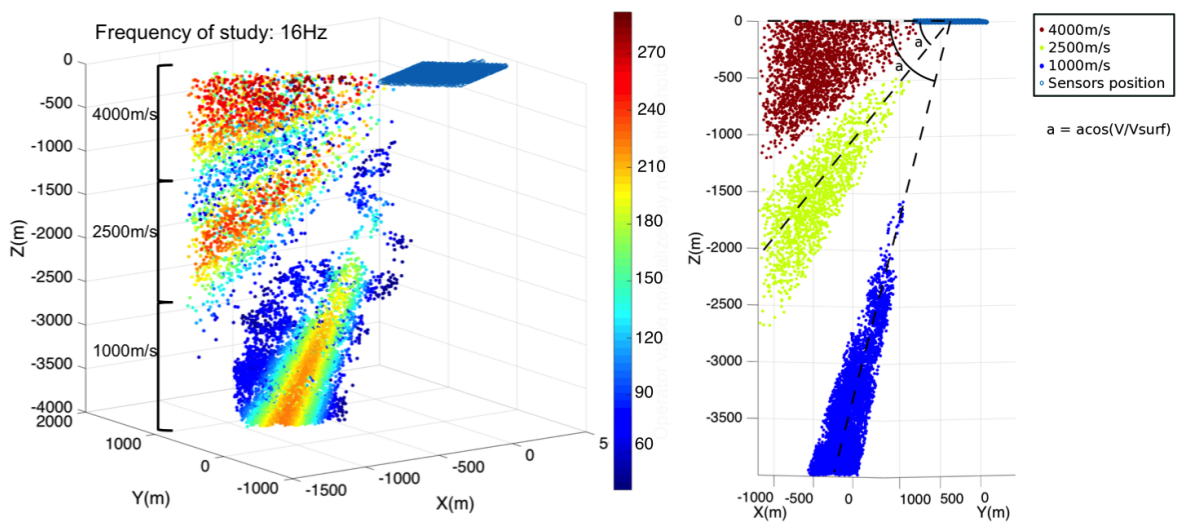 Frequency of study: 16Hz
0
-500
-1000
-1500
-2000
-2500
-3000
-3500
-4000
Z(m)
4000m/s
2500m/s
1000m/s
2000
1000
0
-1000
Y(m)
-1500
-1000
-500
0
5
X(m)
270
240
210
180
150
120
90
60
0
-500
-1000
-1500
-2000
-2500
-3000
-3500
Z(m)
a
a
-1000
-500
0
X(m)
1000
500
0
Y(m)
4000m/s
2500m/s
1000m/s
Sensors position
a = acos(V/Vsurf)